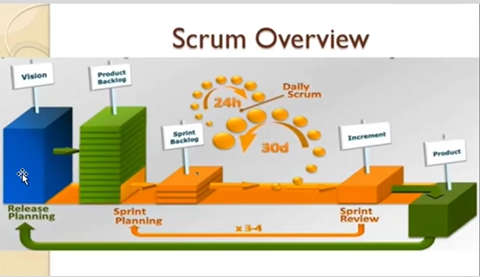 Scrum Overview
Vision
Product
Backlog
Daily
Scrum
24h
Sprint
Backlog
30d
Increment
Product
Release
Planning
Sprint
Planning
Sprint
Review
x 3-4